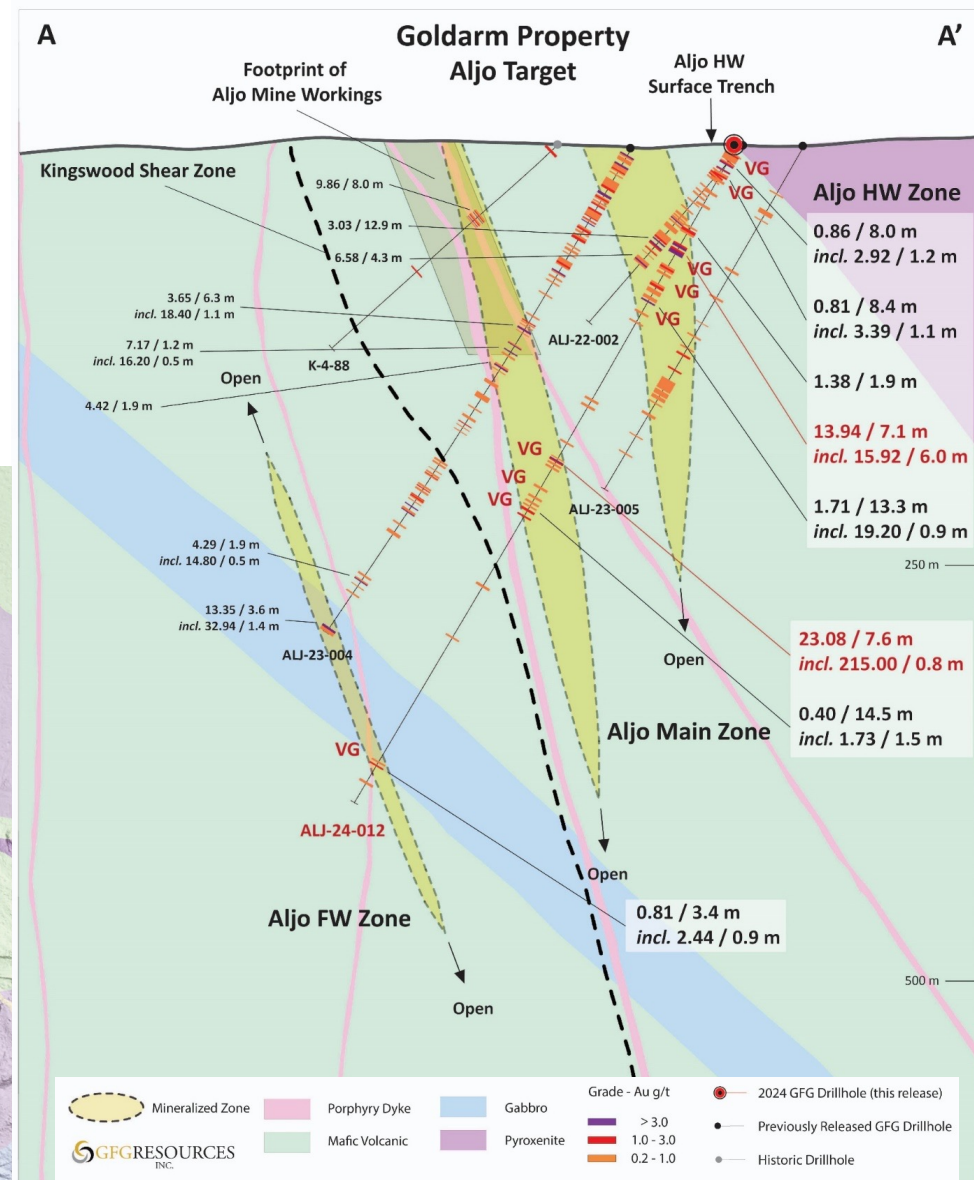 A
Goldarm Property
Aljo Target
A’
Footprint of
Aljo Mine Workings
Aljo HW
Surface Trench
Kingswood Shear Zone
9.86 / 8.0 m
3.03 / 12.9 m
6.58 / 4.3 m
3.65 / 6.3 m
incl. 18.40 / 1.1 m
7.17 / 1.2 m
incl. 16.20 / 0.5 m
4.42 / 1.9 m
Open
K-4-88
ALJ-22-002
VG
VG
VG
VG
VG
Aljo HW Zone
0.86 / 8.0 m
incl. 2.92 / 1.2 m
0.81 / 8.4 m
incl. 3.39 / 1.1 m
1.38 / 1.9 m
13.94 / 7.1 m
incl. 15.92 / 6.0 m
1.71 / 13.3 m
incl. 19.20 / 0.9 m
VG
VG
VG
ALJ-23-005
250 m
4.29 / 1.9 m
incl. 14.80 / 0.5 m
13.35 / 3.6 m
incl. 32.94 / 1.4 m
ALJ-23-004
Open
23.08 / 7.6 m
incl. 215.00 / 0.8 m
0.40 / 14.5 m
incl. 1.73 / 1.5 m
Aljo Main Zone
VG
ALJ-24-012
Open
Aljo FW Zone
0.81 / 3.4 m
incl. 2.44 / 0.9 m
500 m
Open
Mineralized Zone
Porphyry Dyke
Mafic Volcanic
Gabbro
Pyroxenite
Grade - Au g/t
> 3.0
1.0 - 3.0
0.2 - 1.0
2024 GFG Drillhole (this release)
Previously Released GFG Drillhole
Historic Drillhole
GFGRESOURCES
INC.